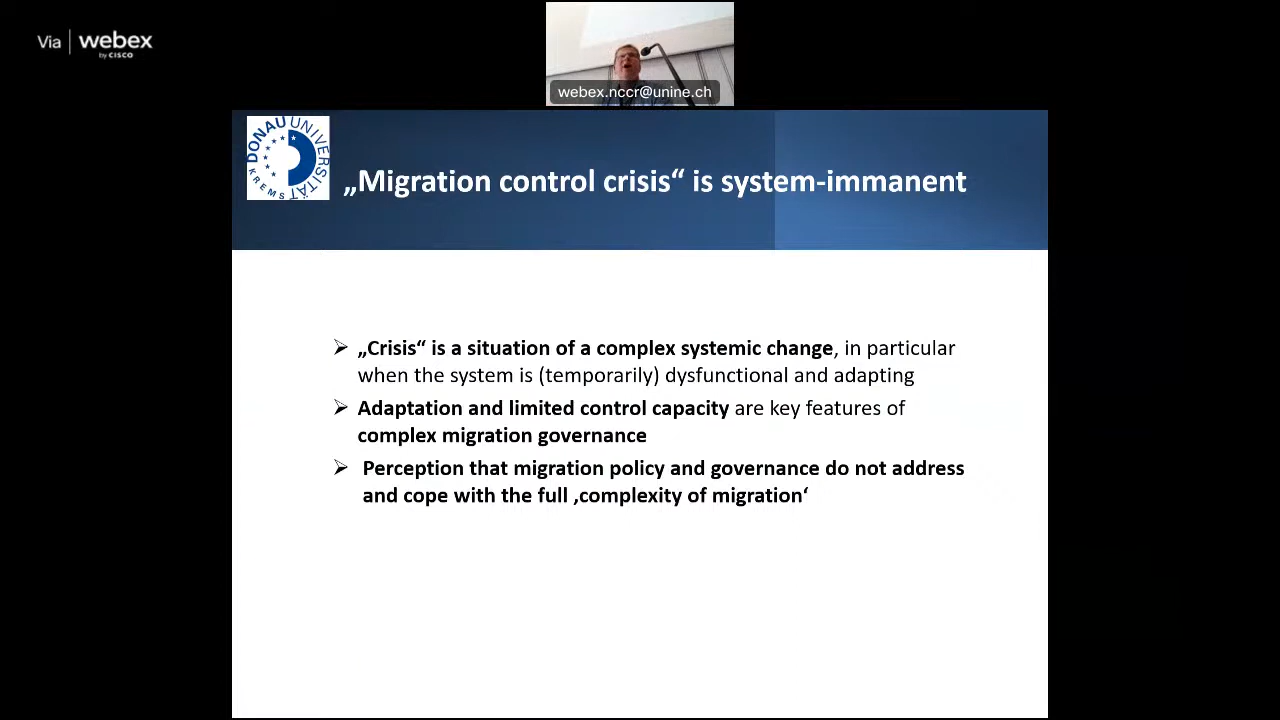 Via | webex
by CISCO
webex.nccr@unine.ch
DONAU UNIVERSITÄT KREMS
„Migration control crisis“ is system-immanent
„Crisis“ is a situation of a complex systemic change, in particular
when the system is (temporarily) dysfunctional and adapting
Adaptation and limited control capacity are key features of
complex migration governance
Perception that migration policy and governance do not address
and cope with the full ‚complexity of migration‘